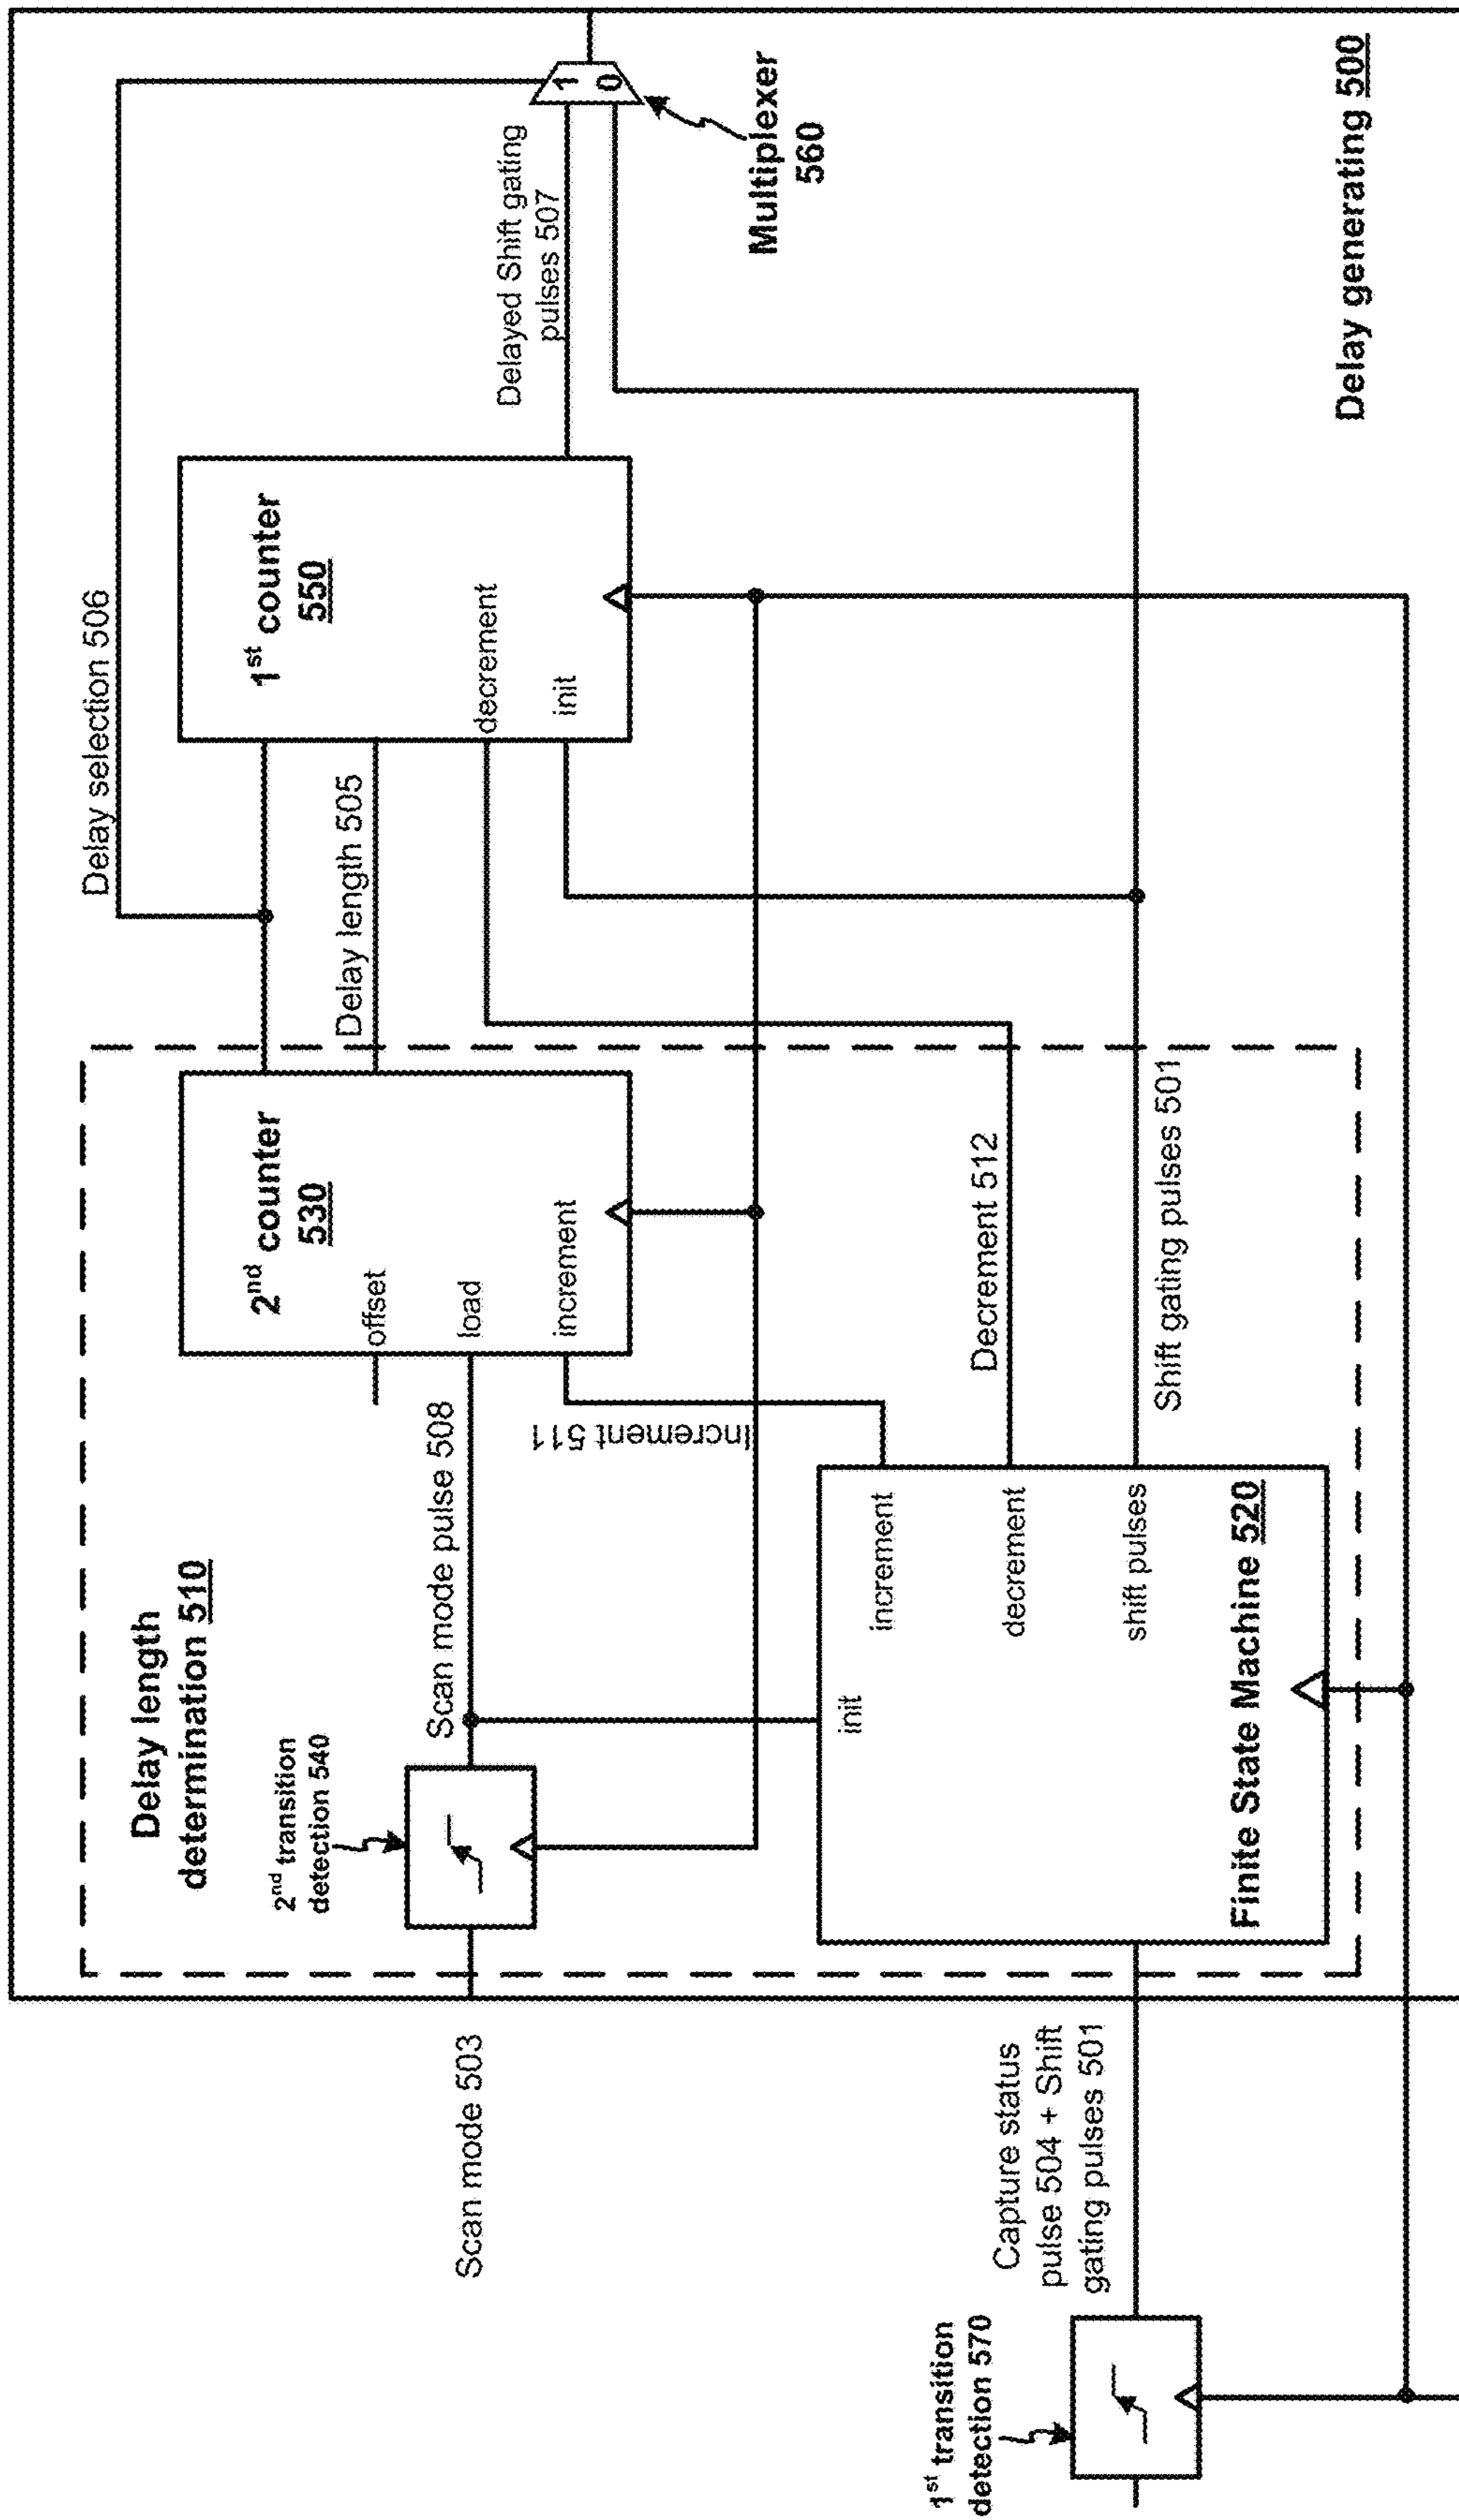 Delay length
determination 510
2nd transition
detection 540
Scan mode 503
Scan mode pulse 508
2nd counter
530
offset
load
increment
Increment 511
Delay selection 506
Delay length 505
1st counter
550
decrement
init
Delayed Shift gating
pulses 507
1
0
Multiplexer
560
init
increment
decrement
shift pulses
Finite State Machine 520
Decrement 512
Shift gating pulses 501
Capture status
pulse 504 + Shift
gating pulses 501
1st transition
detection 570
Delay generating 500